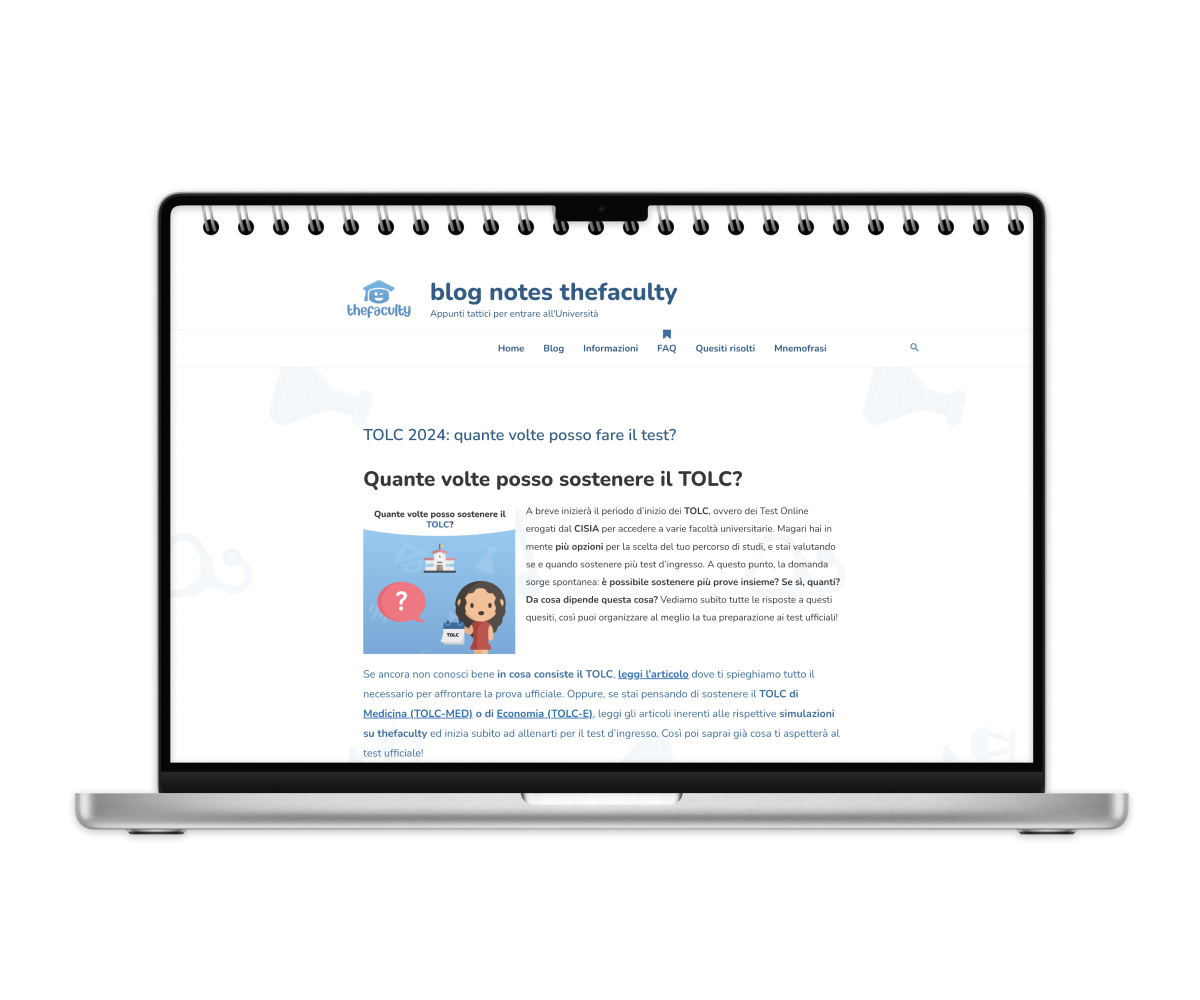 thefaculty
blog notes thefaculty
Appunti tattici per entrare all'Università
Home Blog Informazioni FAQ Quesiti risolti Mnemofrasi
TOLC 2024: quante volte posso fare il test?
Quante volte posso sostenere il TOLC?
Quante volte posso sostenere il
TOLC?
?
TOLC
A breve inizierà il periodo d'inizio dei TOLC, ovvero dei Test Online
erogati dal CISIA per accedere a varie facoltà universitarie. Magari hai in
mente più opzioni per la scelta del tuo percorso di studi, e stai valutando
se e quando sostenere più test d'ingresso. A questo punto, la domanda
sorge spontanea: è possibile sostenere più prove insieme? Se sì, quanti?
Da cosa dipende questa cosa? Vediamo subito tutte le risposte a questi
quesiti, così puoi organizzare al meglio la tua preparazione ai test ufficiali!
Se ancora non conosci bene in cosa consiste il TOLC, leggi l'articolo dove ti spieghiamo tutto il
necessario per affrontare la prova ufficiale. Oppure, se stai pensando di sostenere il TOLC di
Medicina (TOLC-MED) o di Economia (TOLC-E), leggi gli articoli inerenti alle rispettive simulazioni
su thefaculty ed inizia subito ad allenarti per il test d'ingresso. Così poi saprai già cosa ti aspetterà al
test ufficiale!